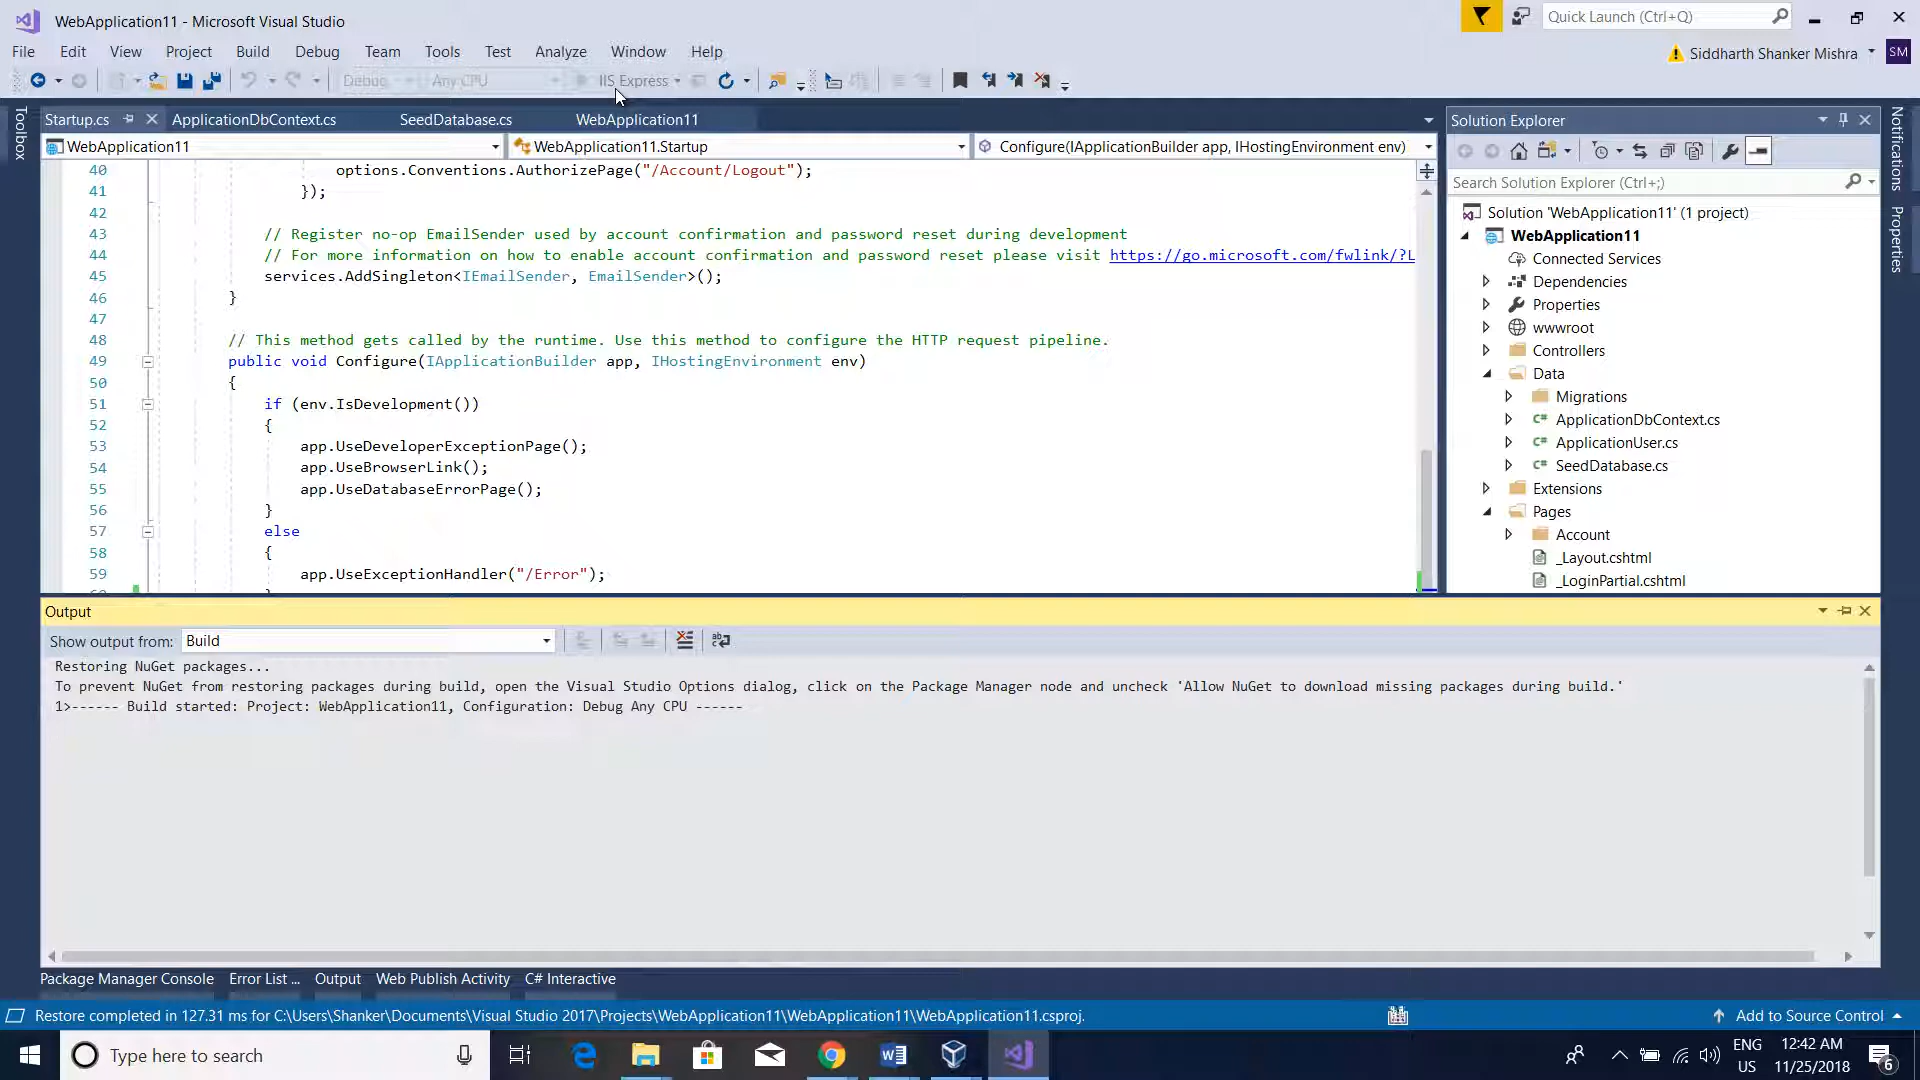 WebApplication11 - Microsoft Visual Studio
Quick Launch (Ctrl+Q)
File Edit View Project Build Debug Team Tools Test Analyze Window Help
Siddharth Shanker Mishra SM
Debug Any CPU IIS Express
Toolbox
Startup.cs ApplicationDbContext.cs SeedDatabase.cs WebApplication11
WebApplication11 WebApplication11.Startup Configure(IApplicationBuilder app, IHostingEnvironment env)
40 options.Conventions.AuthorizePage("/Account/Logout");
41 });
42
43 // Register no-op EmailSender used by account confirmation and password reset during development
44 // For more information on how to enable account confirmation and password reset please visit https://go.microsoft.com/fwlink/?L
45 services.AddSingleton<IEmailSender, EmailSender>();
46 }
47
48 // This method gets called by the runtime. Use this method to configure the HTTP request pipeline.
49 public void Configure(IApplicationBuilder app, IHostingEnvironment env)
50 {
51 if (env.IsDevelopment())
52 {
53 app.UseDeveloperExceptionPage();
54 app.UseBrowserLink();
55 app.UseDatabaseErrorPage();
56 }
57 else
58 {
59 app.UseExceptionHandler("/Error");
Solution Explorer
Search Solution Explorer (Ctrl+;)
Solution 'WebApplication11' (1 project)
WebApplication11
Connected Services
Dependencies
Properties
wwwroot
Controllers
Data
Migrations
ApplicationDbContext.cs
ApplicationUser.cs
SeedDatabase.cs
Extensions
Pages
Account
_Layout.cshtml
_LoginPartial.cshtml
Notifications
Properties
Output
Show output from: Build
Restoring NuGet packages...
To prevent NuGet from restoring packages during build, open the Visual Studio Options dialog, click on the Package Manager node and uncheck 'Allow NuGet to download missing packages during build.'
1>------ Build started: Project: WebApplication11, Configuration: Debug Any CPU ------
Package Manager Console Error List ... Output Web Publish Activity C# Interactive
Restore completed in 127.31 ms for C:\Users\Shanker\Documents\Visual Studio 2017\Projects\WebApplication11\WebApplication11\WebApplication11.csproj.
Add to Source Control
Type here to search
ENG
US
12:42 AM
11/25/2018
6